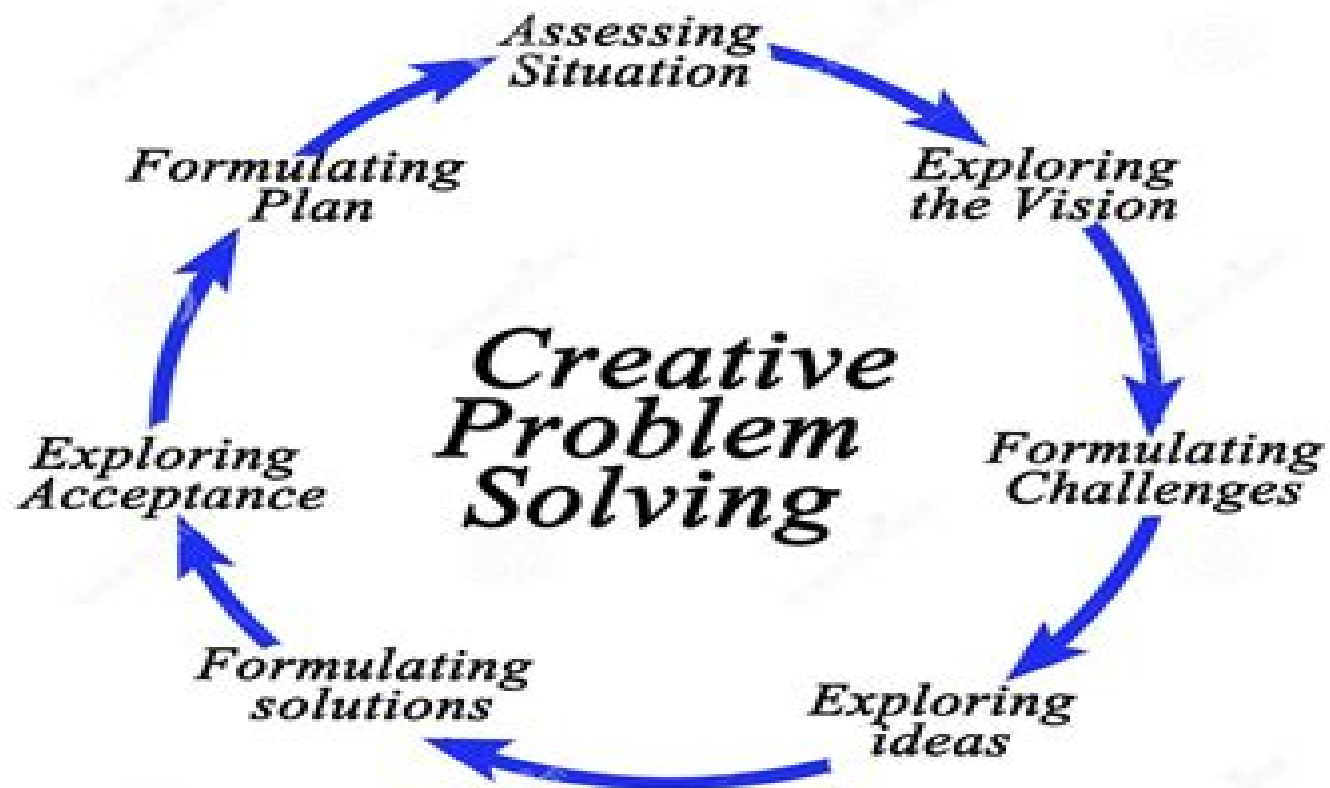 Assessing
Situation
Exploring
the Vision
Formulating
Challenges
Exploring
ideas
Formulating
solutions
Exploring
Acceptance
Formulating
Plan
Creative
Problem
Solving